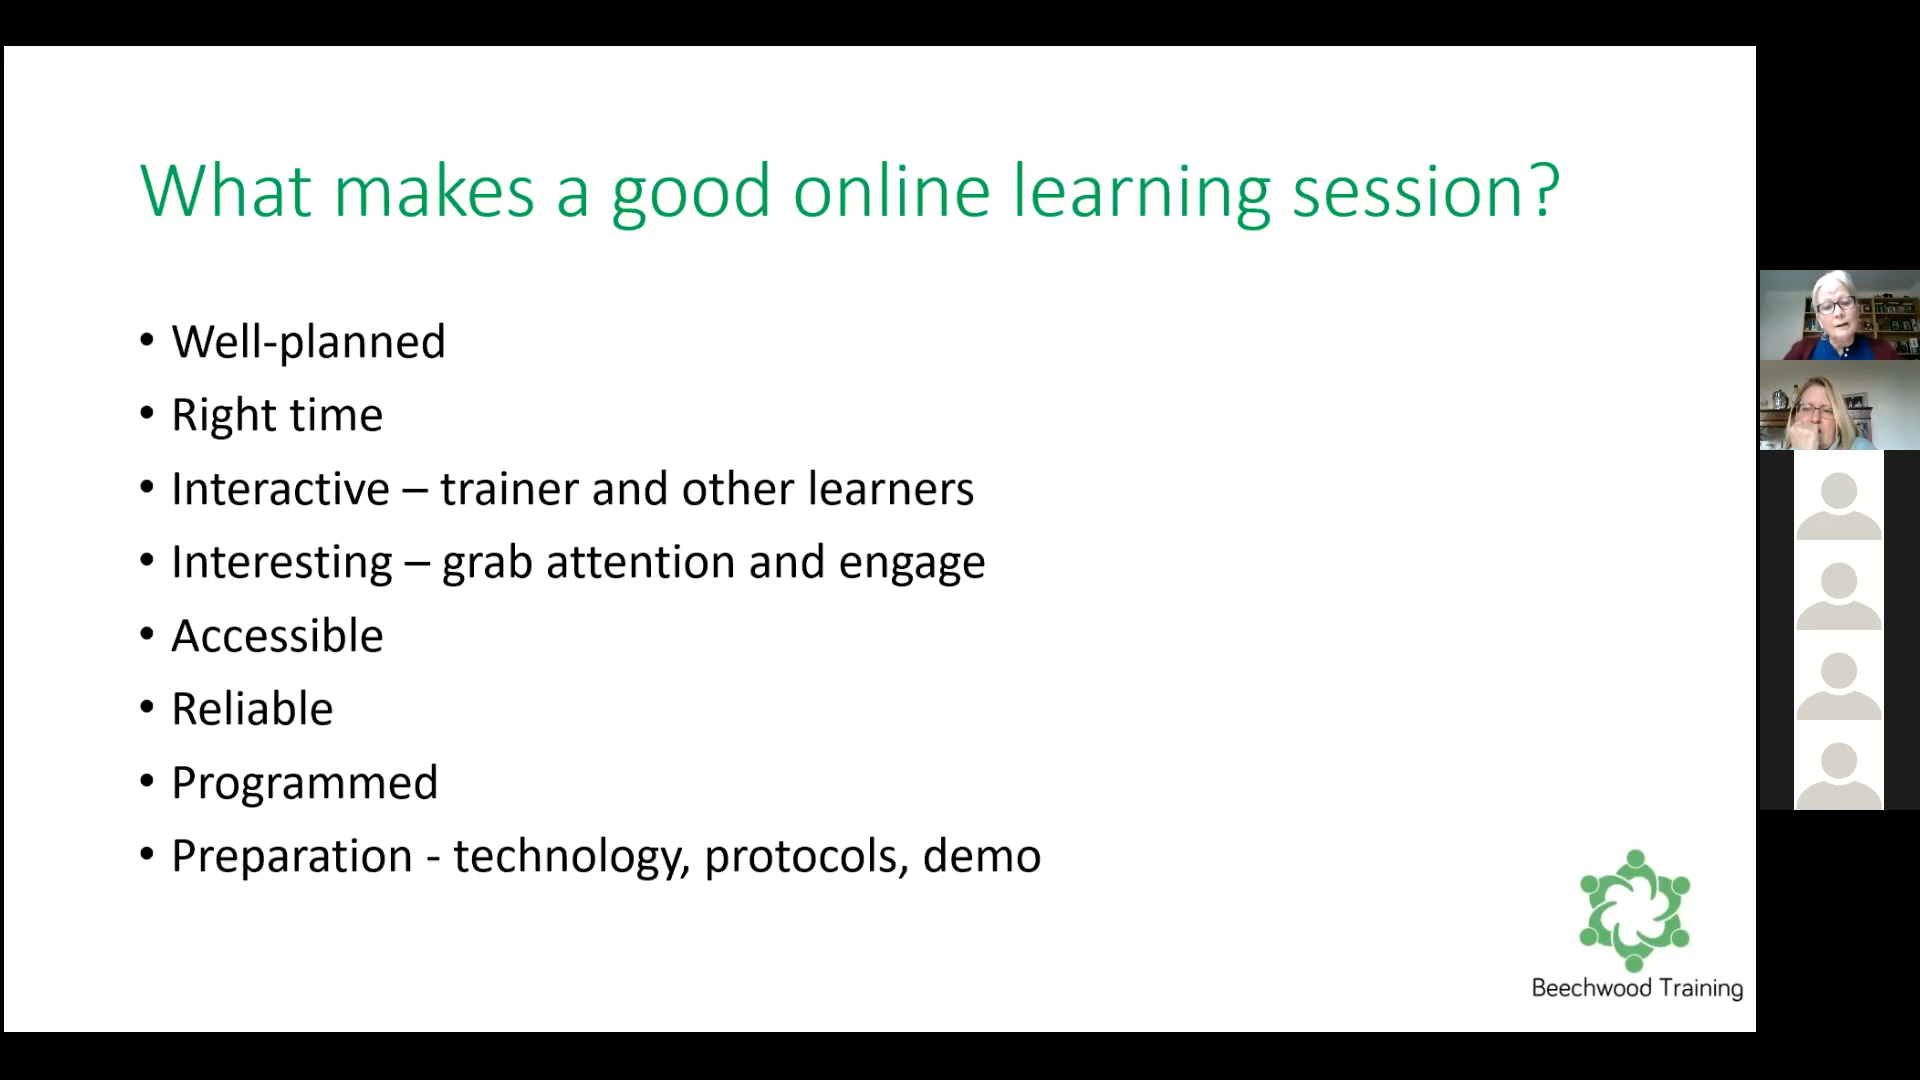 What makes a good online learning session?
• Well-planned
• Right time
• Interactive – trainer and other learners
• Interesting – grab attention and engage
• Accessible
• Reliable
• Programmed
• Preparation - technology, protocols, demo
Beechwood Training